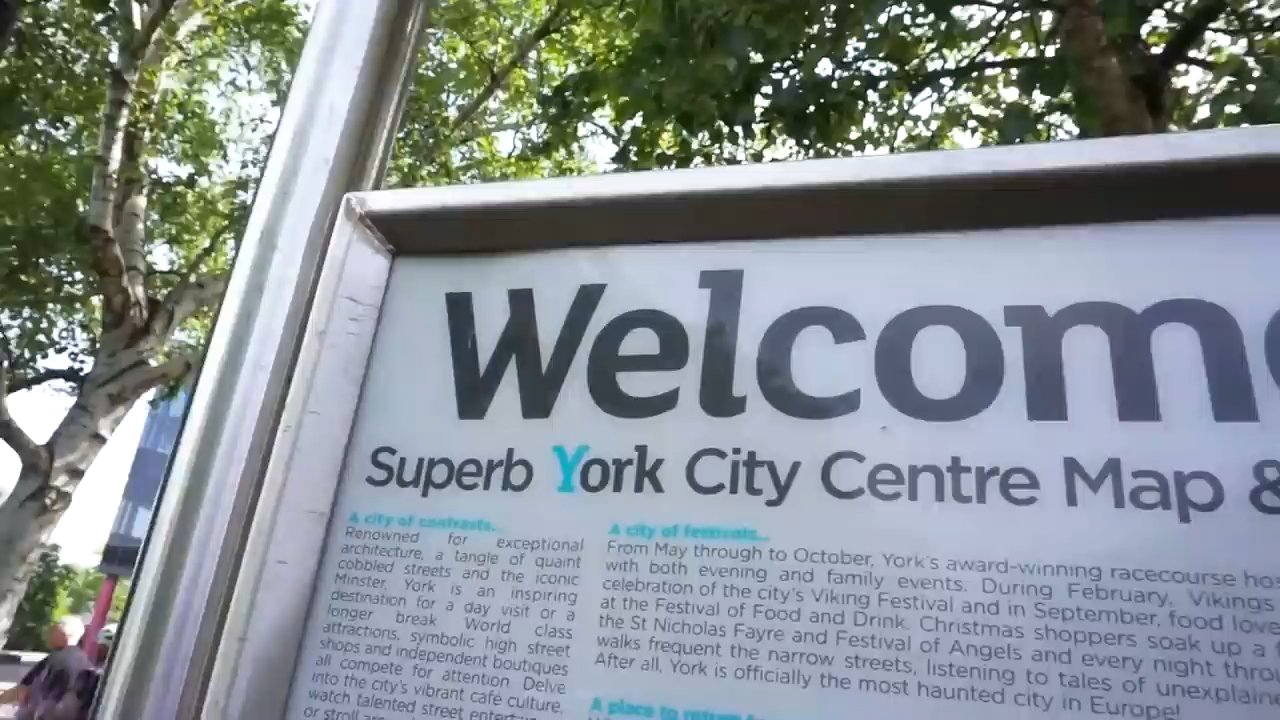 Welcome
Superb York City Centre Map &
A city of contrasts...
Renowned for exceptional
architecture, a tangle of quaint
cobbled streets and the iconic
Minster, York is an inspiring
destination for a day visit or a
longer break. World class
attractions, symbolic high street
shops and independent boutiques
all compete for attention. Delve
into the city's vibrant café culture,
watch talented street
or stroll
A city of festivals...
From May through to October, York's award-winning racecourse
with both evening and family events. During February, Vikings
celebration of the city's Viking Festival and in September, food
at the Festival of Food and Drink. Christmas shoppers soak up a
the St Nicholas Fayre and Festival of Angels and every night
walks frequent the narrow streets, listening to tales of
After all, York is officially the most haunted city in Europe!
A place to return